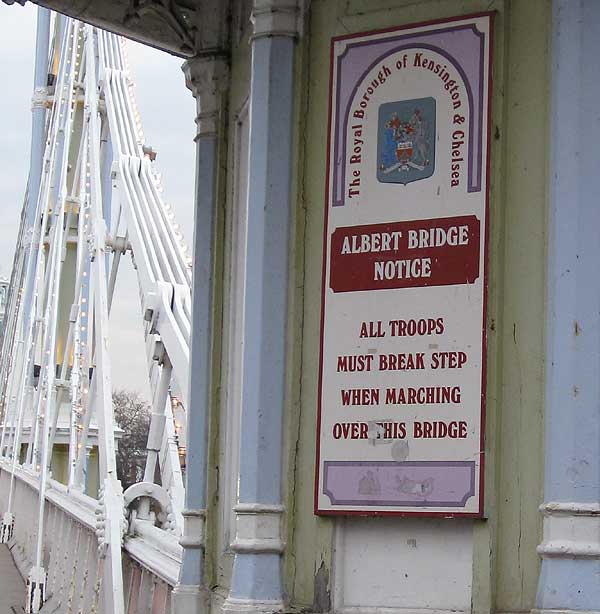 The Royal Borough of Kensington & Chelsea
ALBERT BRIDGE
NOTICE
ALL TROOPS
MUST BREAK STEP
WHEN MARCHING
OVER THIS BRIDGE